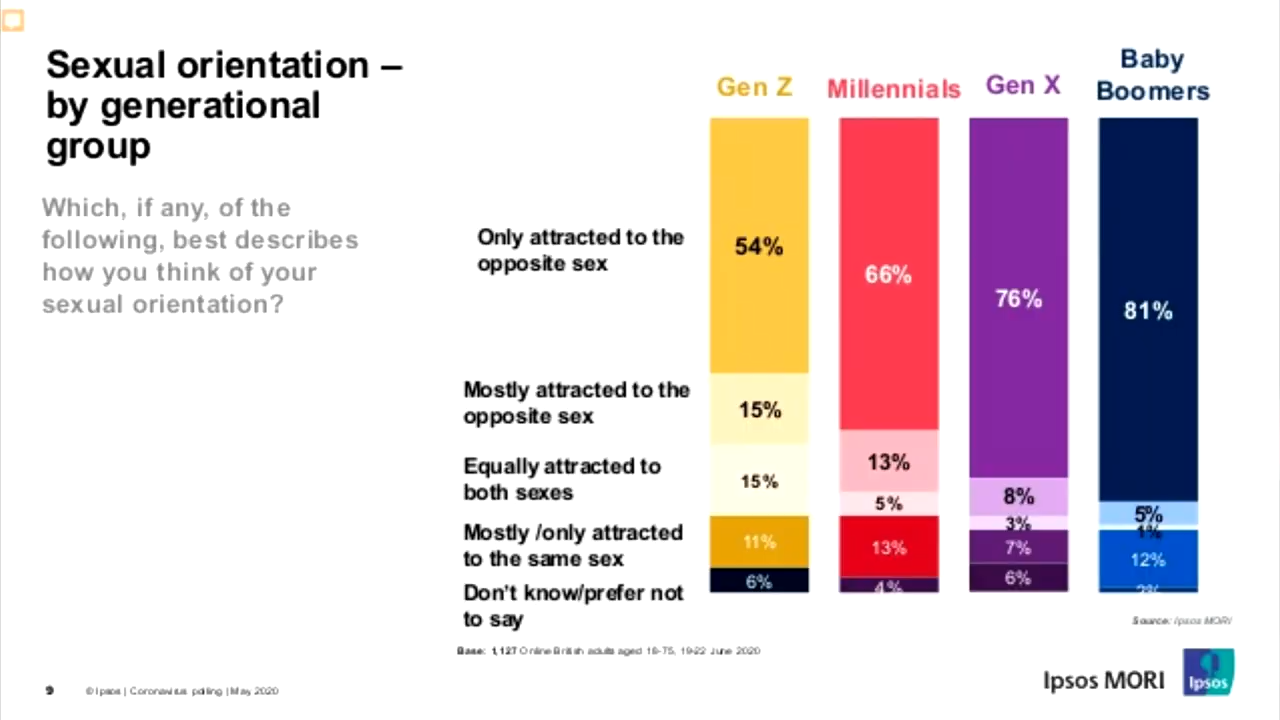 Sexual orientation –
by generational
group
Which, if any, of the
following, best describes
how you think of your
sexual orientation?
Gen Z
Millennials
Gen X
Baby
Boomers
Only attracted to the
opposite sex
54%
66%
76%
81%
Mostly attracted to the
opposite sex
15%
13%
8%
5%
Equally attracted to
both sexes
15%
5%
3%
1%
Mostly /only attracted
to the same sex
11%
13%
7%
12%
Don't know/prefer not
to say
6%
4%
6%
Source: Ipsos MORI
Base: 1,127 Online British adults aged 18-75, 19-22 June 2020
9
© Ipsos | Coronavirus polling | May 2020
Ipsos MORI
Ipsos